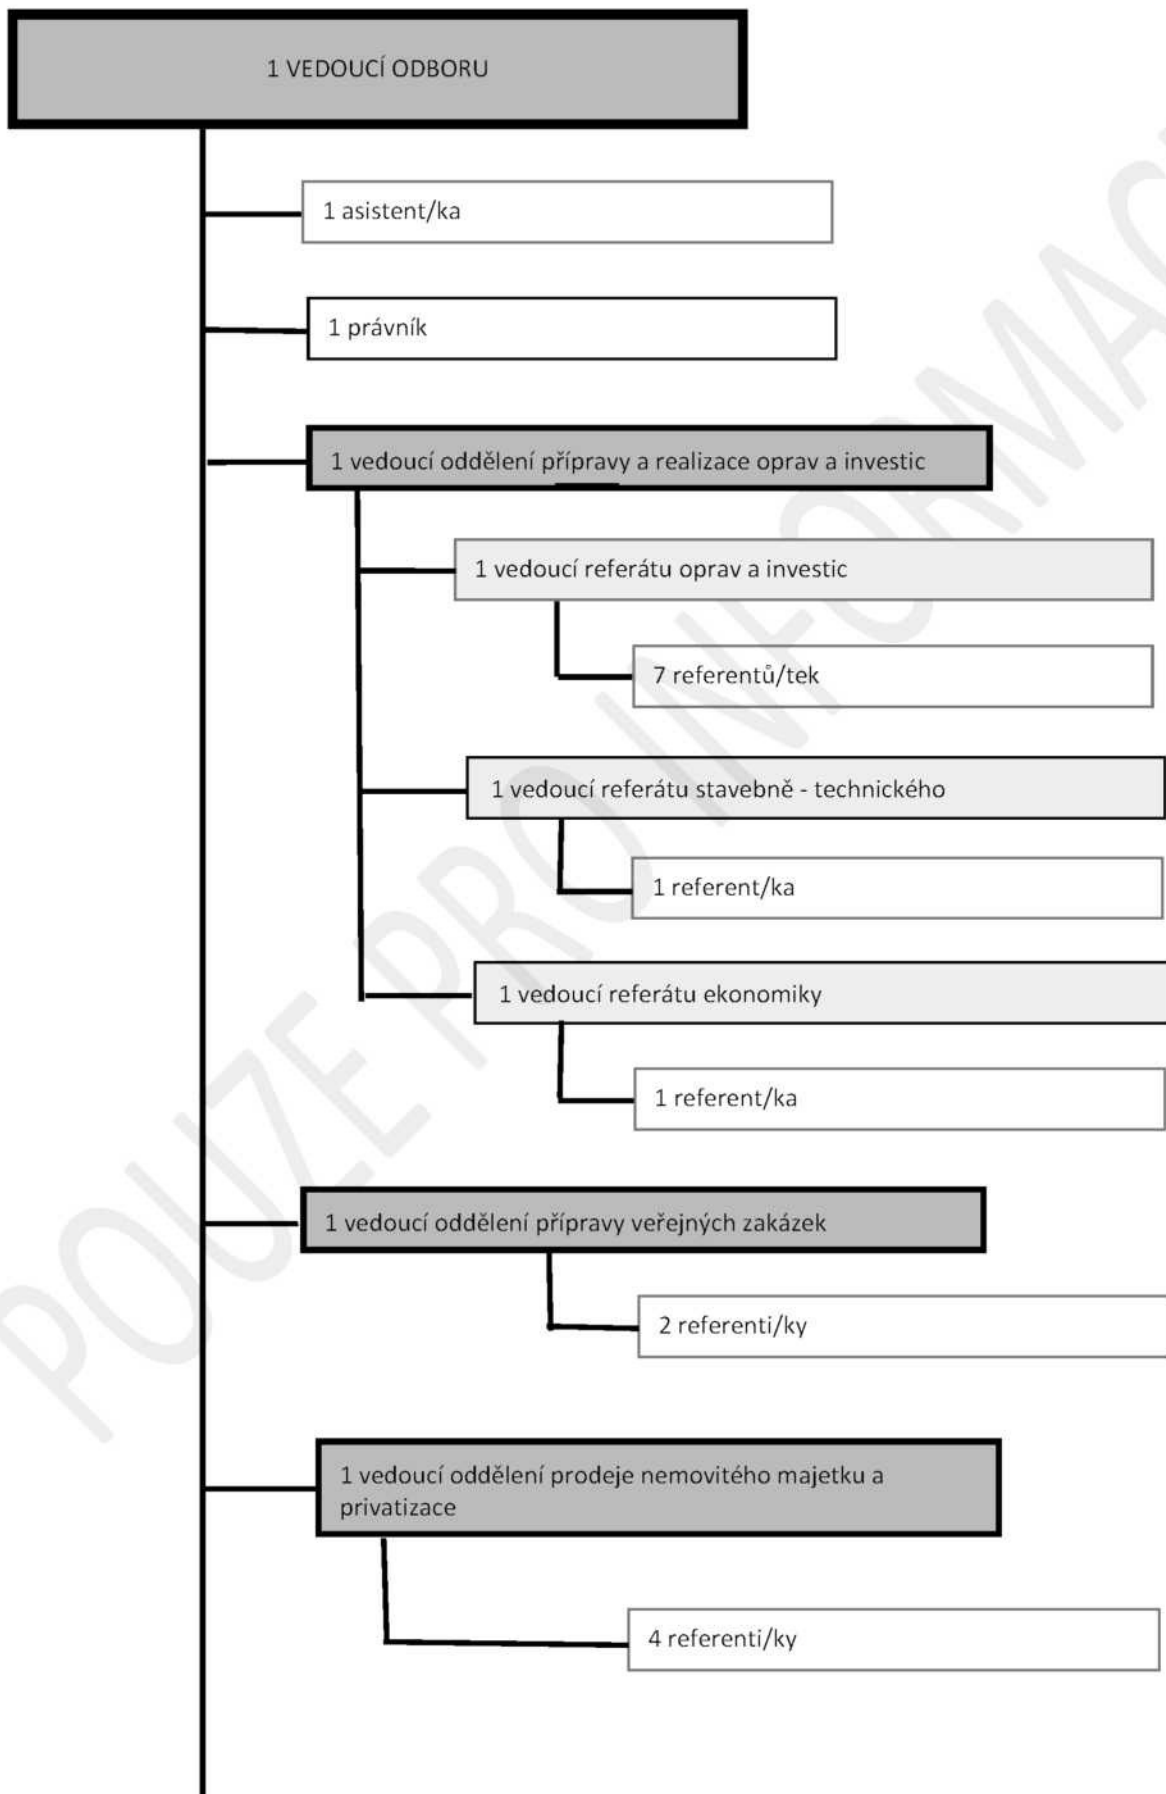 1 VEDOUCÍ ODBORU
1 asistent/ka
1 právník
1 vedoucí oddělení přípravy a realizace oprav a investic
1 vedoucí referátu oprav a investic
7 referentů/tek
1 vedoucí referátu stavebně - technického
1 referent/ka
1 vedoucí referátu ekonomiky
1 referent/ka
1 vedoucí oddělení přípravy veřejných zakázek
2 referenti/ky
1 vedoucí oddělení prodeje nemovitého majetku a
privatizace
4 referenti/ky
POUZE PRO INFORMAC